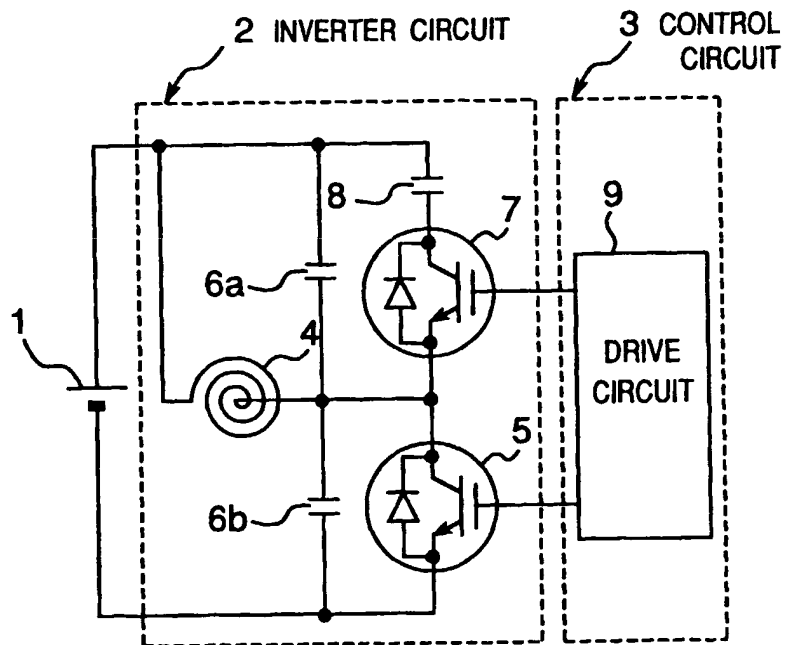 2 INVERTER CIRCUIT
3 CONTROL
CIRCUIT
8
7
9
6a
1
4
DRIVE
CIRCUIT
5
6b